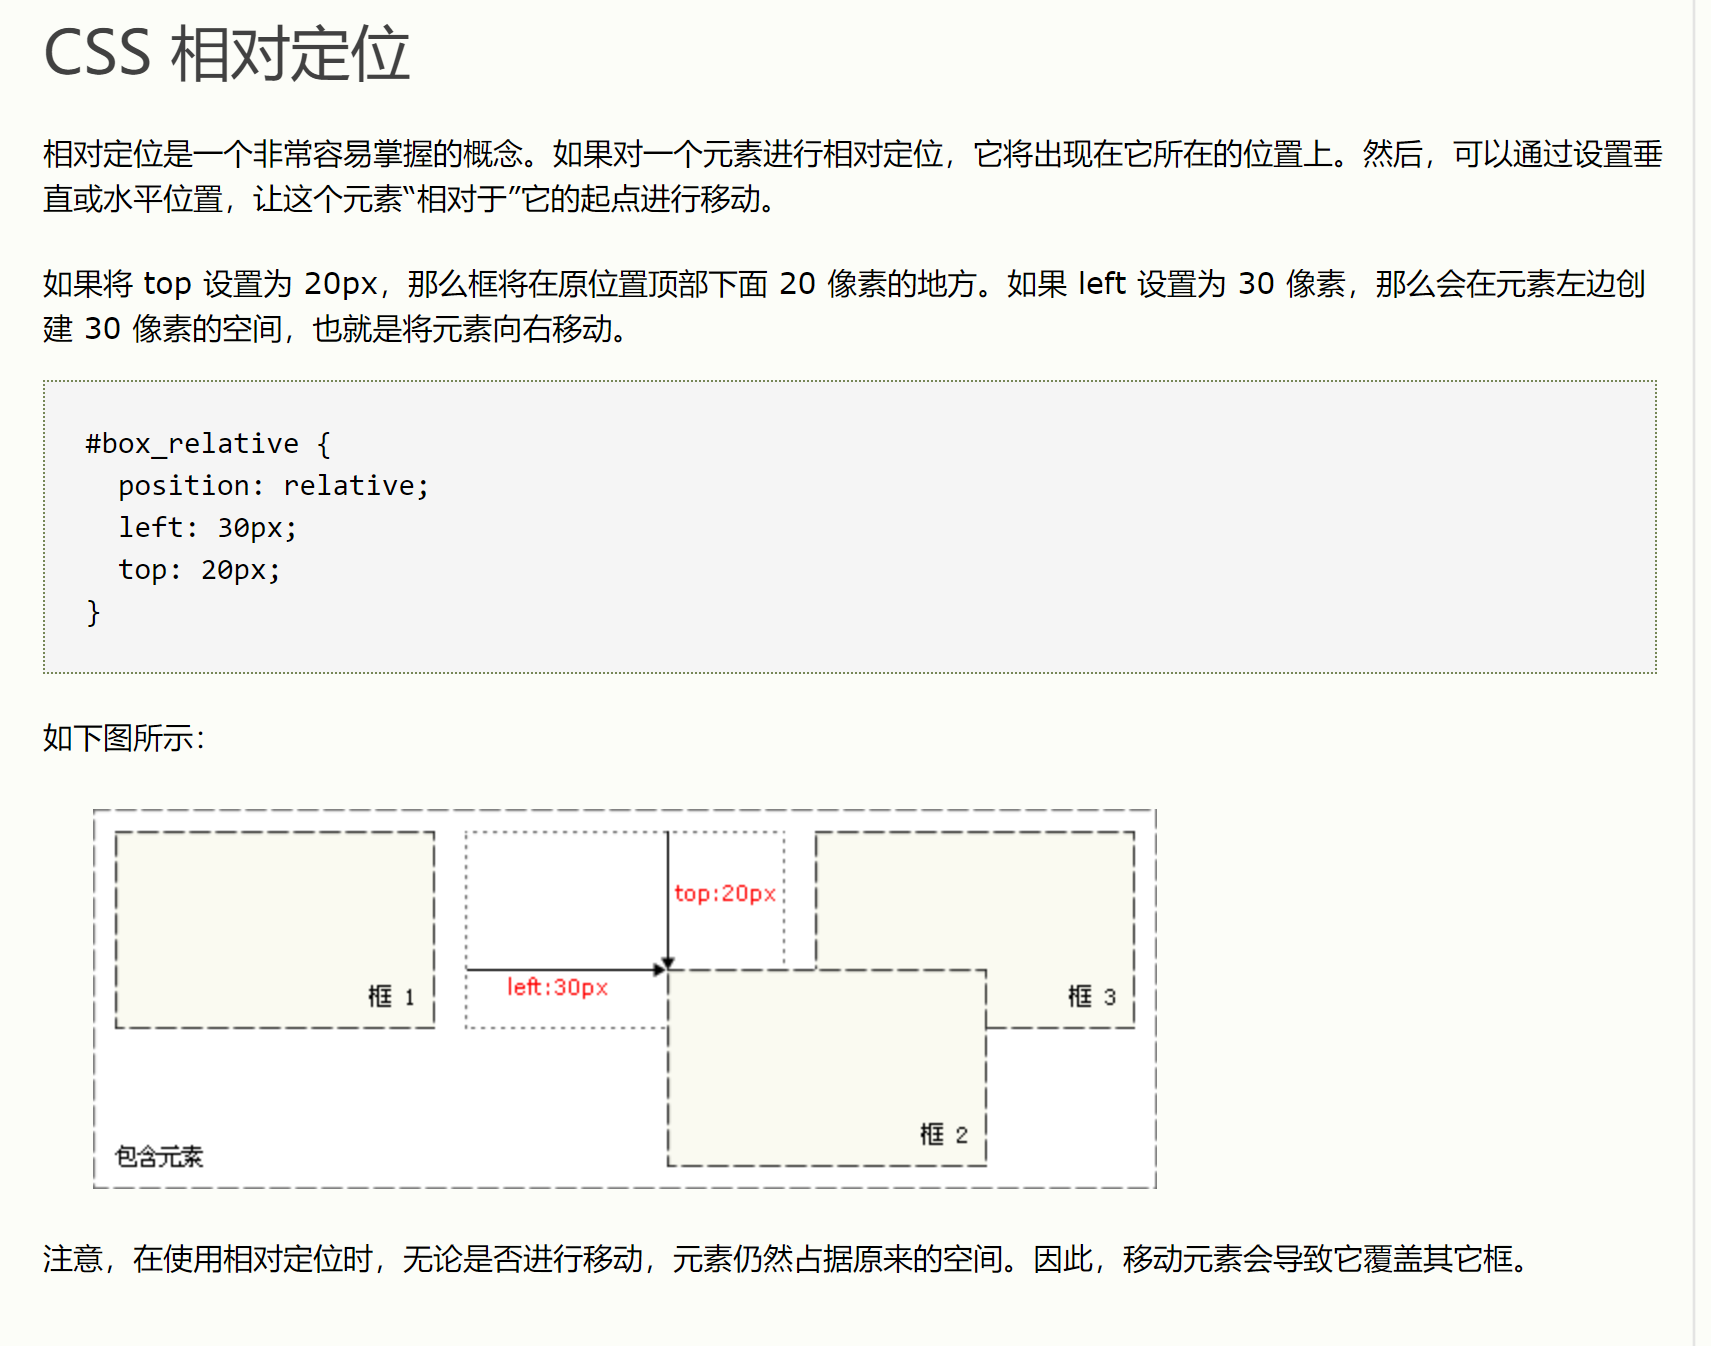 CSS 相对定位
相对定位是一个非常容易掌握的概念。如果对一个元素进行相对定位，它将出现在它所在的位置上。然后，可以通过设置垂
直或水平位置，让这个元素“相对于”它的起点进行移动。
如果将 top 设置为 20px，那么框将在原位置顶部下面 20 像素的地方。如果 left 设置为 30 像素，那么会在元素左边创
建 30 像素的空间，也就是将元素向右移动。
#box_relative {
  position: relative;
  left: 30px;
  top: 20px;
}
如下图所示：
top:20px
left:30px
框 1
框 3
框 2
包含元素
注意，在使用相对定位时，无论是否进行移动，元素仍然占据原来的空间。因此，移动元素会导致它覆盖其它框。